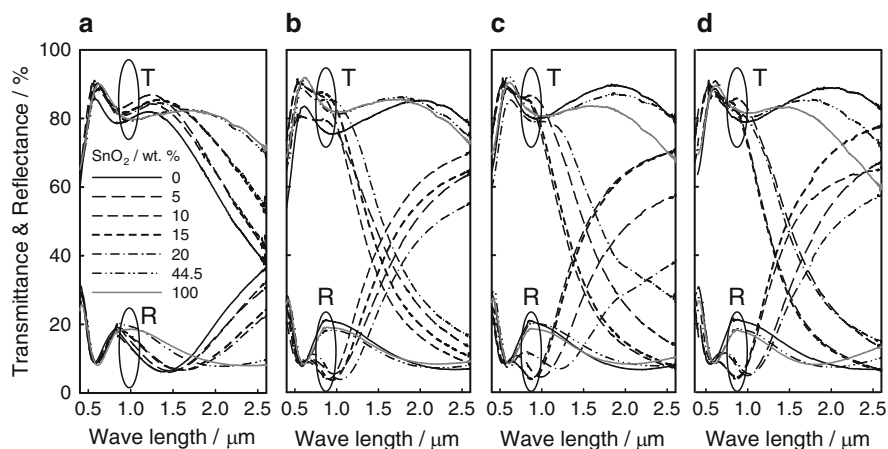 a b c d
Transmittance & Reflectance / %
100
80
60
40
20
0
T T T T
SnO₂ / wt. %
0
5
10
15
20
44.5
100
R R R R
0.5 1.0 1.5 2.0 2.5 0.5 1.0 1.5 2.0 2.5 0.5 1.0 1.5 2.0 2.5 0.5 1.0 1.5 2.0 2.5
Wave length / μm Wave length / μm Wave length / μm Wave length / μm